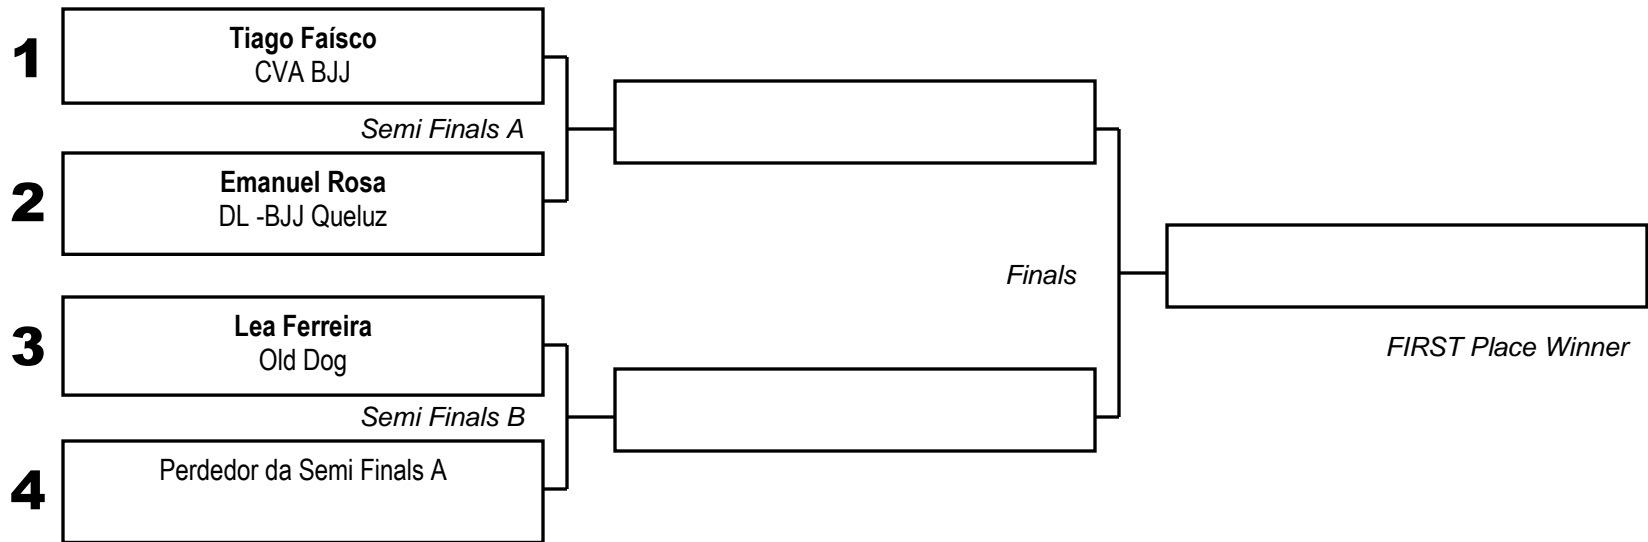 1
Tiago Faísco
CVA BJJ
Semi Finals A
2
Emanuel Rosa
DL -BJJ Queluz
Finals
3
Lea Ferreira
Old Dog
FIRST Place Winner
Semi Finals B
4
Perdedor da Semi Finals A